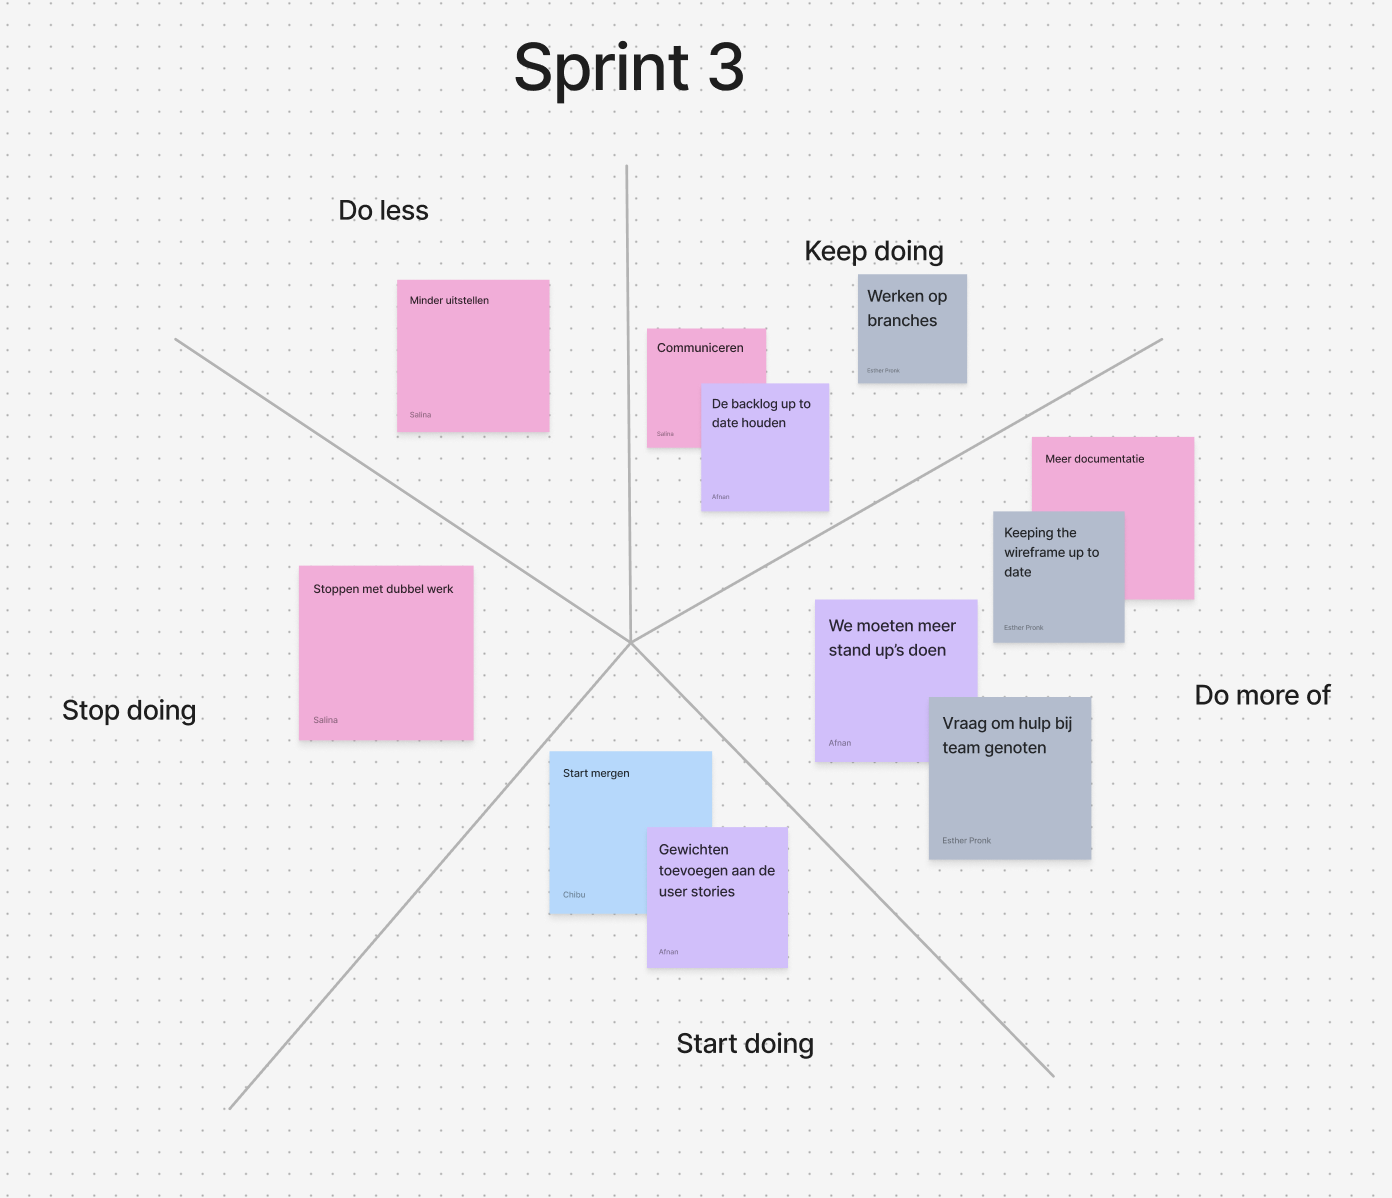 Sprint 3
Do less
Minder uitstellen
Salina
Keep doing
Werken op
branches
Esther Pronk
Communiceren
Salina
De backlog up to
date houden
Afnan
Meer documentatie
Keeping the
wireframe up to
date
Esther Pronk
We moeten meer
stand up's doen
Afnan
Vraag om hulp bij
team genoten
Esther Pronk
Do more of
Stop doing
Stoppen met dubbel werk
Salina
Start mergen
Chibu
Gewichten
toevoegen aan de
user stories
Afnan
Start doing